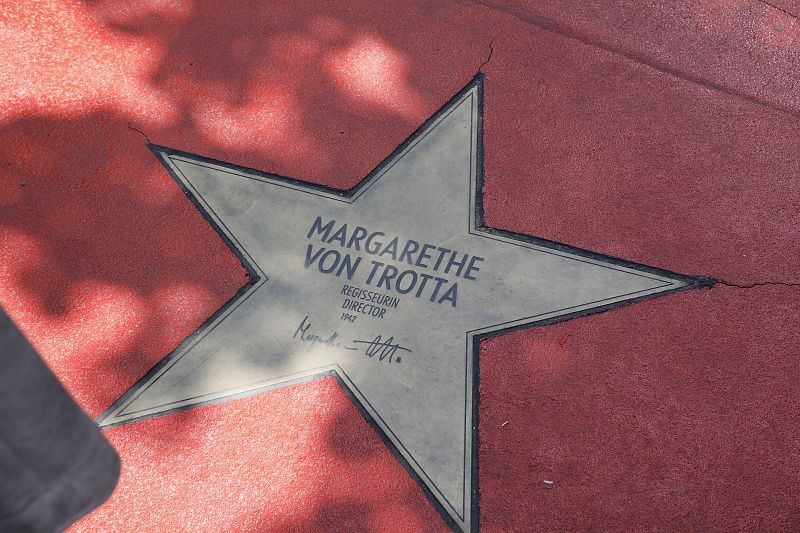 MARGARETHE
VON TROTTA
REGISSEURIN
DIRECTOR
1942